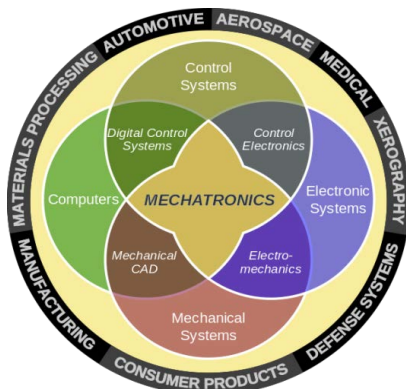 AUTOMOTIVE
AEROSPACE
MEDICAL
XEROGRAPHY
DEFENSE SYSTEMS
CONSUMER PRODUCTS
MANUFACTURING
MATERIALS PROCESSING
Control
Systems
Digital Control
Systems
Control
Electronics
Computers
MECHATRONICS
Electronic
Systems
Mechanical
CAD
Electro-
mechanics
Mechanical
Systems